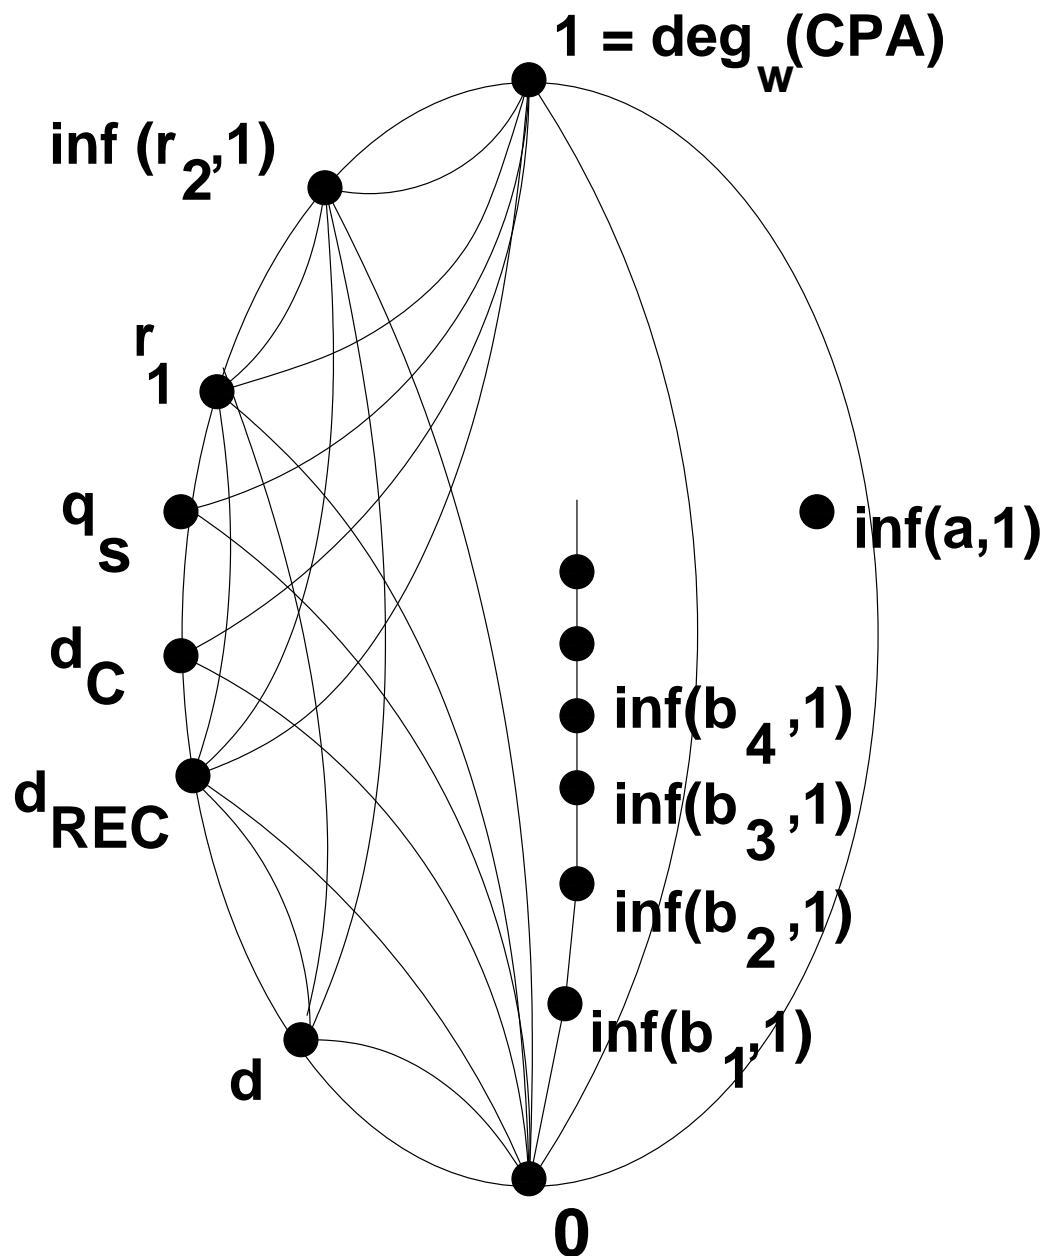 1 = deg_w(CPA)
inf (r_2,1)
r_1
q_s
inf(a,1)
d_C
inf(b_4,1)
d_REC
inf(b_3,1)
inf(b_2,1)
inf(b_1,1)
d
0